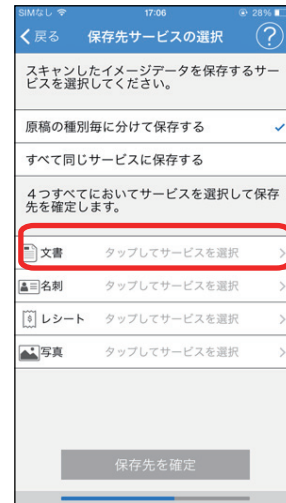 SIMなし 17:06 28%
戻る 保存先サービスの選択 ?
スキャンしたイメージデータを保存するサー
ビスを選択してください。
原稿の種別毎に分けて保存する
すべて同じサービスに保存する
4つすべてにおいてサービスを選択して保存
先を確定します。
文書 タップしてサービスを選択
名刺 タップしてサービスを選択
レシート タップしてサービスを選択
写真 タップしてサービスを選択
保存先を確定